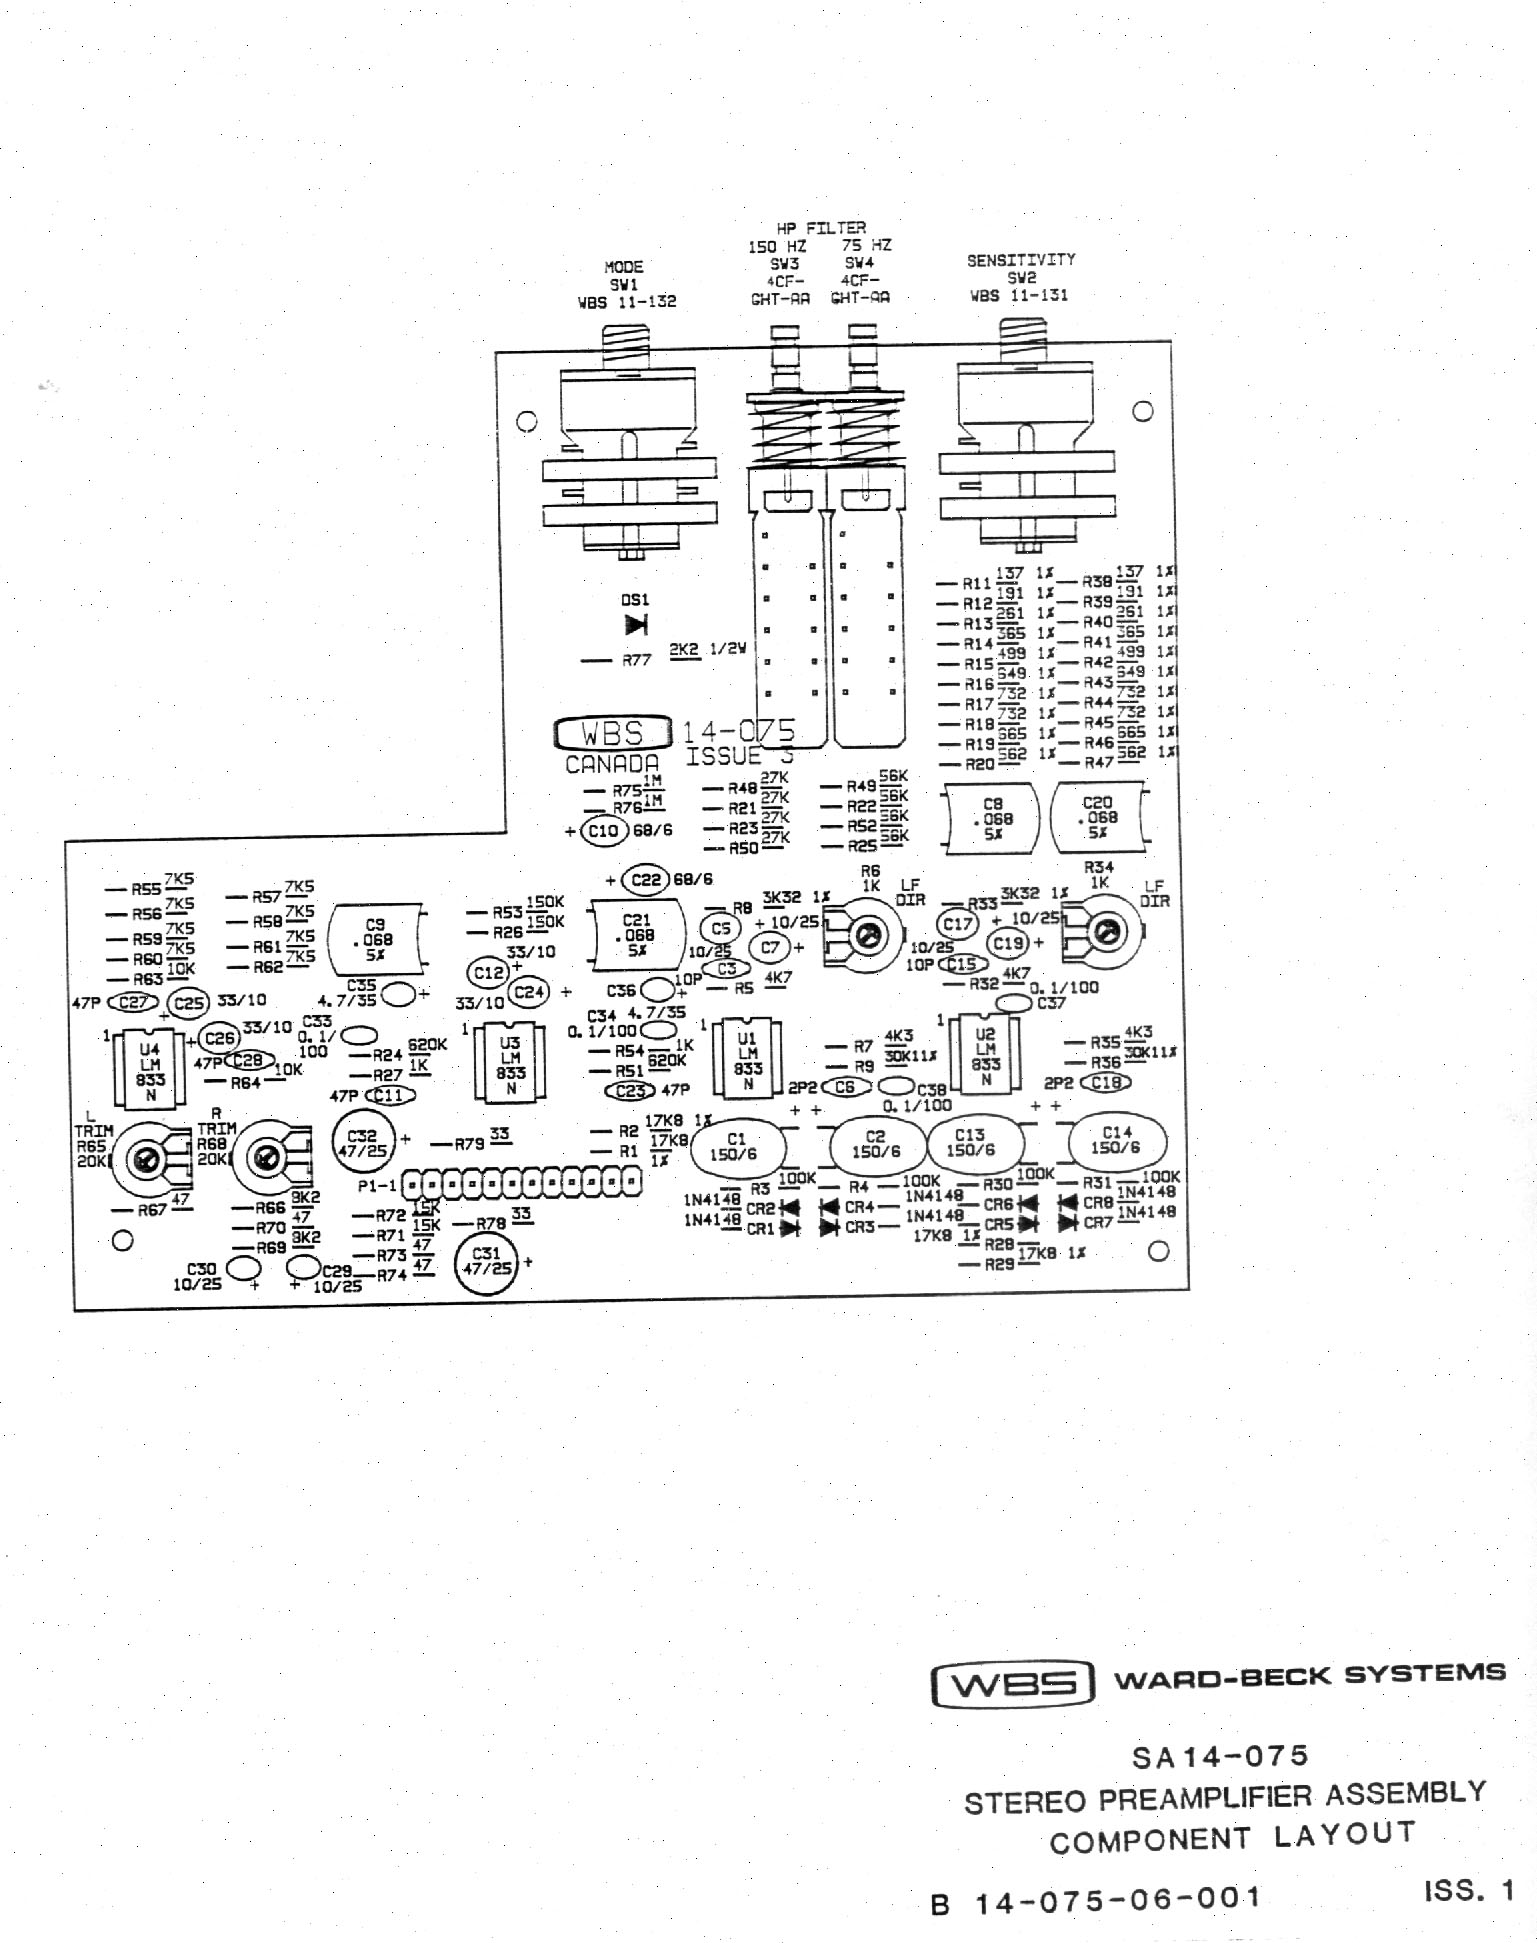 HP FILTER
150 HZ 75 HZ
SW3 SW4
4CF- 4CF-
GHT-AA GHT-AA
MODE
SW1
WBS 11-132
SENSITIVITY
SW2
WBS 11-131
DS1
R77 2K2 1/2W
R11 137 1% R38 137 1%
R12 191 1% R39 191 1%
R13 261 1% R40 261 1%
R14 365 1% R41 365 1%
R15 499 1% R42 499 1%
R16 649 1% R43 649 1%
R17 732 1% R44 732 1%
R18 732 1% R45 732 1%
R19 665 1% R46 665 1%
R20 562 1% R47 562 1%
WBS 14-075
CANADA ISSUE 3
R75 1M
R76 1M
+ C10 68/6
R48 27K
R21 27K
R23 27K
R50 27K
R49 56K
R22 56K
R52 56K
R25 56K
C8
.068
5%
C20
.068
5%
R55 7K5
R56 7K5
R59 7K5
R60 7K5
R63 10K
R57 7K5
R58 7K5
R61 7K5
R62 7K5
C9
.068
5%
R53 150K
R26 150K
+ C22 68/6
C21
.068
5%
R8 3K32 1%
C5 + 10/25
10/25 C7 +
10P C3
R5 4K7
R6
1K LF
DIR
R33 3K32 1%
C17 + 10/25
10/25 C19 +
10P C15
R32 4K7
R34
1K
LF
DIR
47P C27 C25 33/10
+
+ C26 33/10
47P C28
R64 10K
C35
4.7/35 +
C33
0.1/
100
C12 33/10
+
33/10 C24 +
C36 +
4.7/35
C34
0.1/100
0.1/100
C37
1
U4
LM
833
N
1
U3
LM
833
N
1
U1
LM
833
N
1
U2
LM
833
N
R24 620K
R27 1K
47P C11
R54 1K
R51 620K
C23 47P
R7 4K3
R9 30K1 1%
2P2 C6
C38
0.1/100
R35 4K3
R36 30K1 1%
2P2 C18
L
TRIM
R65
20K
R
TRIM
R68
20K
C32
47/25 +
R79 33
R2 17K8 1%
R1 17K8
1%
C1
150/6
+ +
C2
150/6
C13
150/6
+ +
C14
150/6
P1-1
R67 47
R66 8K2
R70 47
R69 8K2
C30
10/25 +
+ C29
10/25
R72 15K
R71 15K
R73 47
R74 47
R78 33
C31
47/25 +
R3 100K
R4 100K
R30 100K
R31 100K
1N4148 CR2
1N4148 CR1
CR4 1N4148
CR3 1N4148
CR6
CR5
CR8 1N4148
CR7 1N4148
R28 17K8 1%
R29 17K8 1%
WBS WARD-BECK SYSTEMS
SA14-075
STEREO PREAMPLIFIER ASSEMBLY
COMPONENT LAYOUT
B 14-075-06-001 ISS. 1